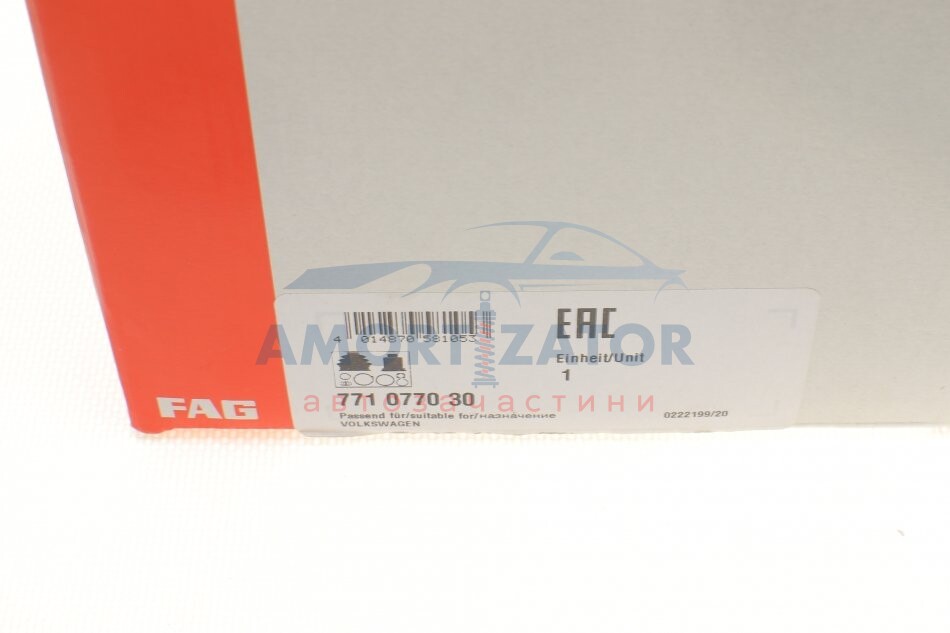 EAC
4 014870 581053
AMORTIZATOR
Einheit/Unit
1
771 0770 30
автозапчастини
FAG
Passend für/suitable for/назначение
0222199/20
VOLKSWAGEN